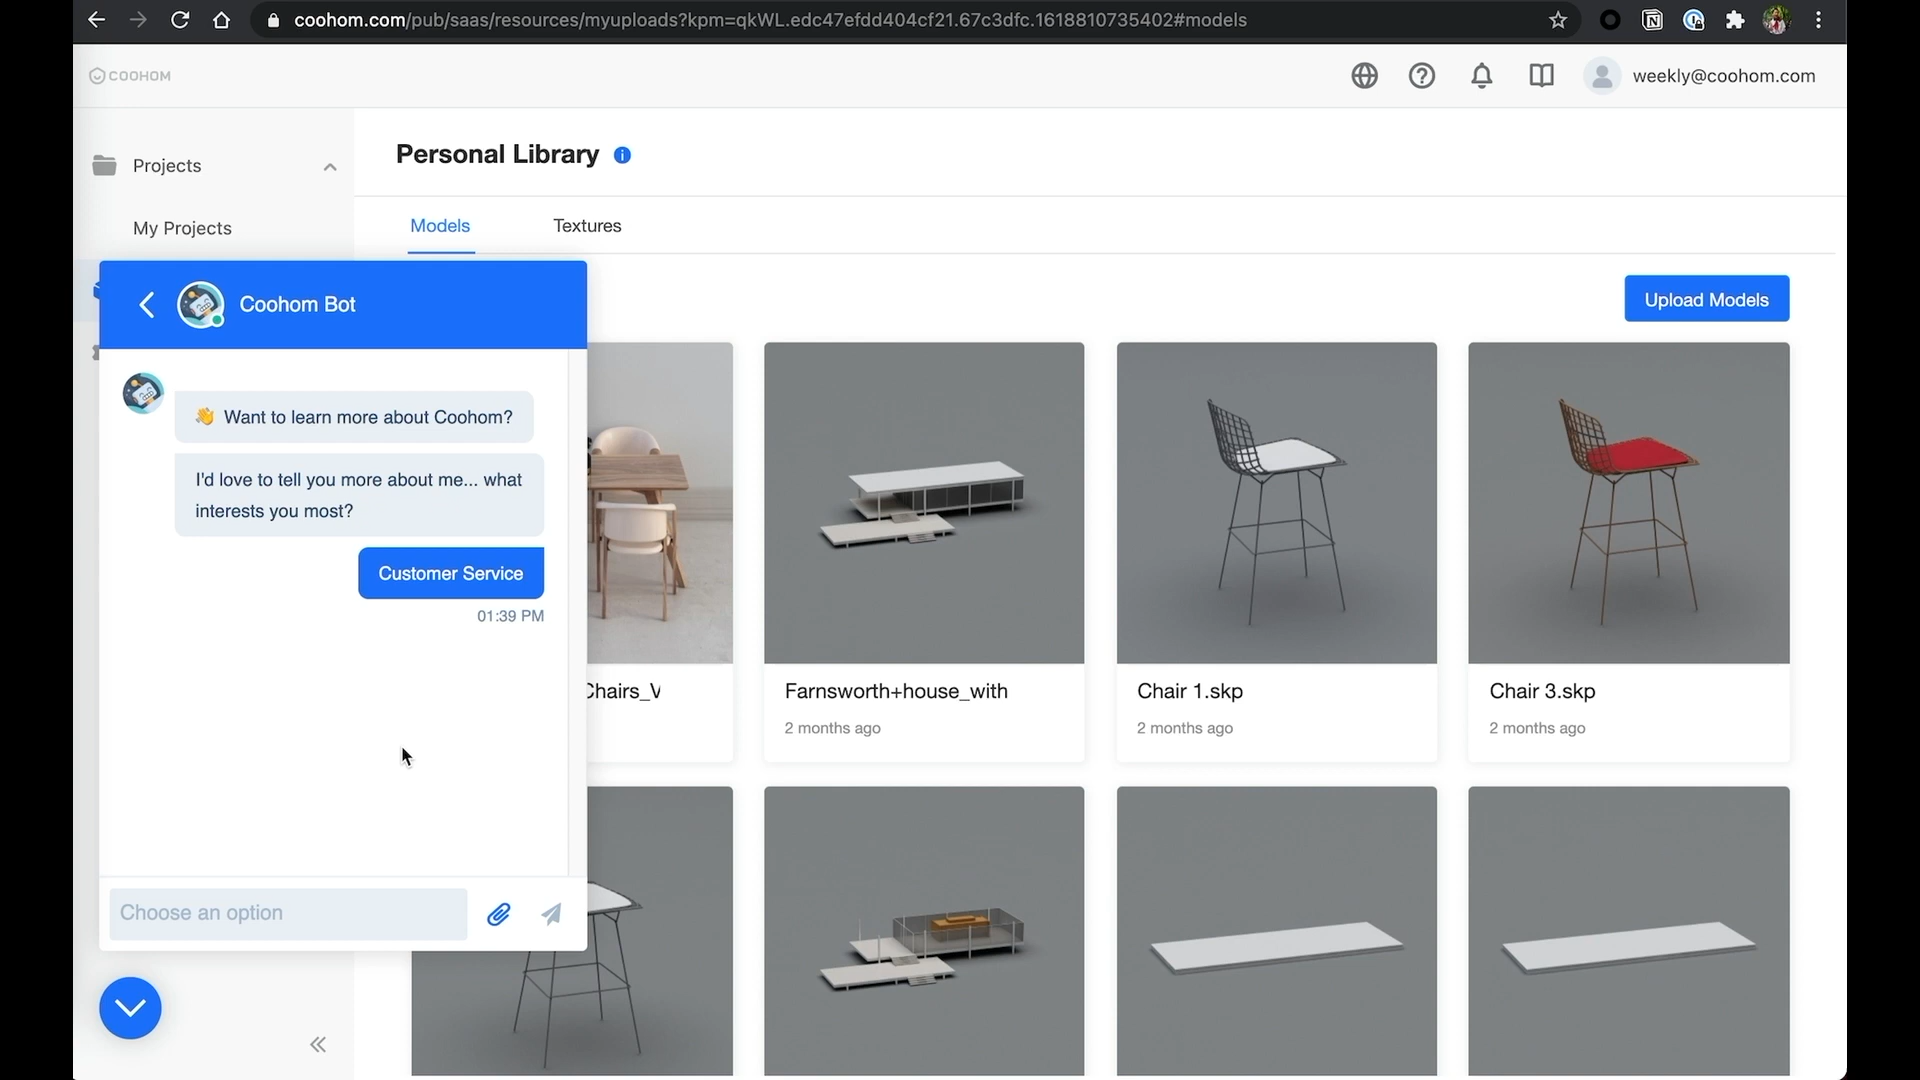 coohom.com/pub/saas/resources/myuploads?kpm=qkWL.edc47efdd404cf21.67c3dfc.1618810735402#models
COOHOM
weekly@coohom.com
Projects
My Projects
Personal Library
Models
Textures
Upload Models
Coohom Bot
👋 Want to learn more about Coohom?
I'd love to tell you more about me... what
interests you most?
Customer Service
01:39 PM
Choose an option
Farnsworth+house_with
2 months ago
Chair 1.skp
2 months ago
Chair 3.skp
2 months ago